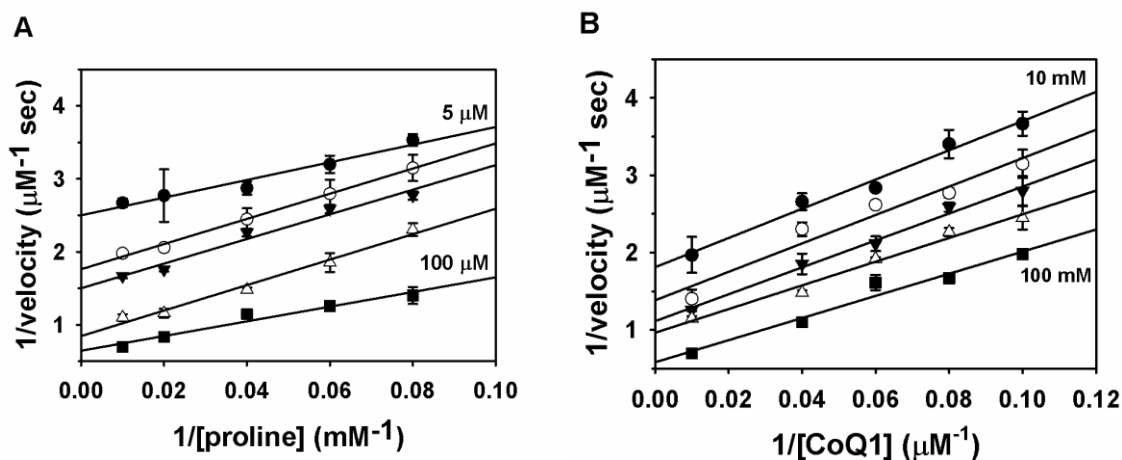 A
1/velocity (μM⁻¹ sec)
4
3
2
1
5 μM
100 μM
0.00 0.02 0.04 0.06 0.08 0.10
1/[proline] (mM⁻¹)
B
1/velocity (μM⁻¹ sec)
4
3
2
1
10 mM
100 mM
0.00 0.02 0.04 0.06 0.08 0.10 0.12
1/[CoQ1] (μM⁻¹)